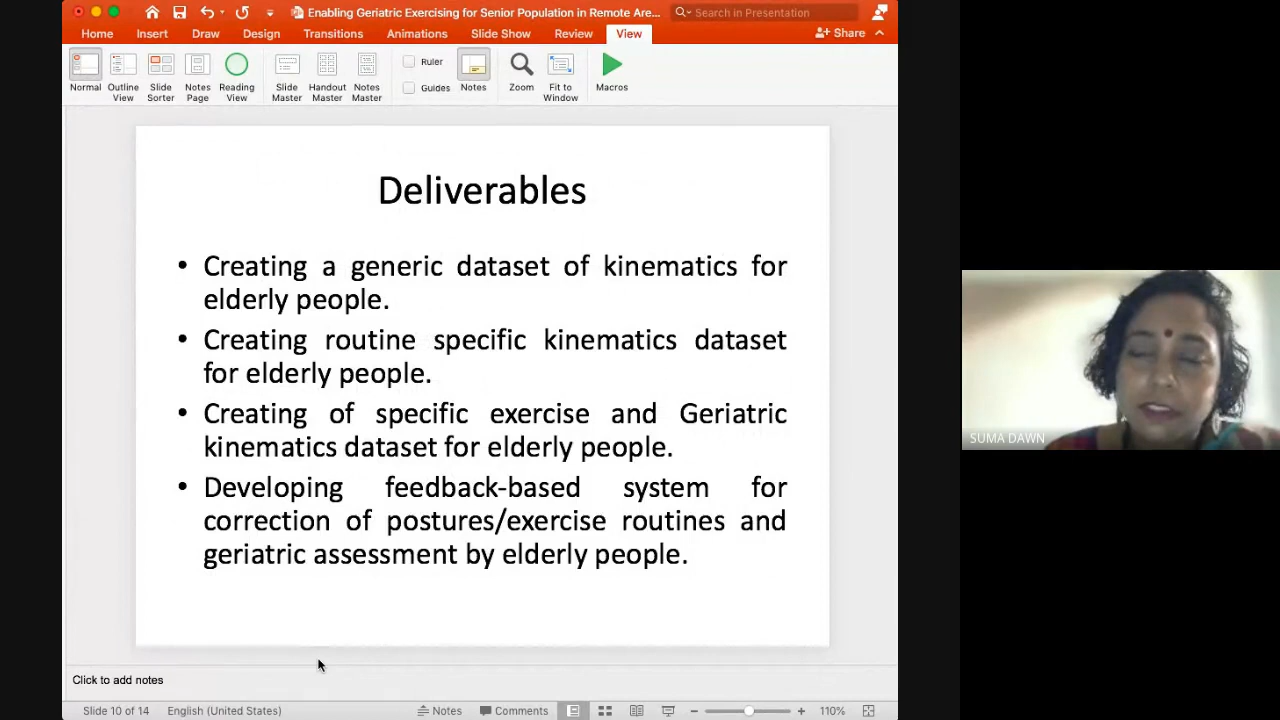 Enabling Geriatric Exercising for Senior Population in Remote Are...
Search in Presentation
Home Insert Draw Design Transitions Animations Slide Show Review View
Share
Normal
Outline View
Slide Sorter
Notes Page
Reading View
Slide Master
Handout Master
Notes Master
Ruler
Guides
Notes
Zoom
Fit to Window
Macros
Deliverables
• Creating a generic dataset of kinematics for
elderly people.
• Creating routine specific kinematics dataset
for elderly people.
• Creating of specific exercise and Geriatric
kinematics dataset for elderly people.
• Developing feedback-based system for
correction of postures/exercise routines and
geriatric assessment by elderly people.
SUMA DAWN
Click to add notes
Slide 10 of 14 English (United States) Notes Comments 110%